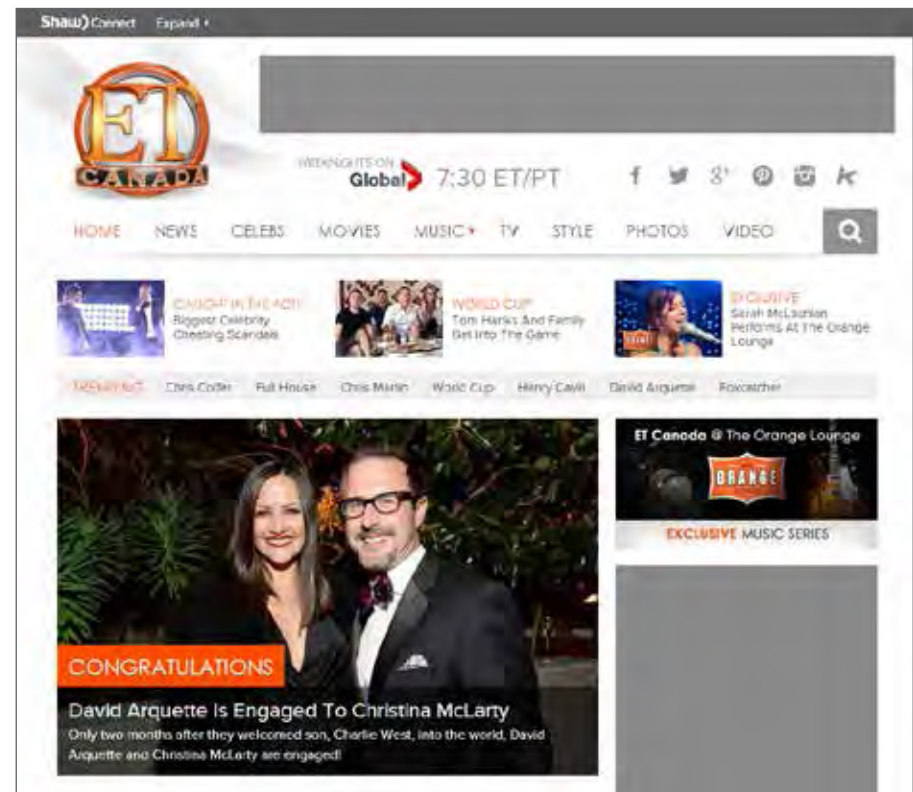 Shaw) Connect Expand
ET
CANADA
WEEKNIGHTS ON
Global 7:30 ET/PT
HOME NEWS CELEBS MOVIES MUSIC TV STYLE PHOTOS VIDEO
CAUGHT IN THE ACT!
Biggest Celebrity
Cheating Scandals
WORLD CUP
Tom Hanks And Family
Get Into The Game
EXCLUSIVE
Sarah McLachlan
Performs At The Orange
Lounge
TRENDING Chris Colfer Full House Chris Martin World Cup Henry Cavill David Arquette Foxcatcher
ET Canada @ The Orange Lounge
ORANGE
EXCLUSIVE MUSIC SERIES
CONGRATULATIONS
David Arquette Is Engaged To Christina McLarty
Only two months after they welcomed son, Charlie West, into the world, David
Arquette and Christina McLarty are engaged!